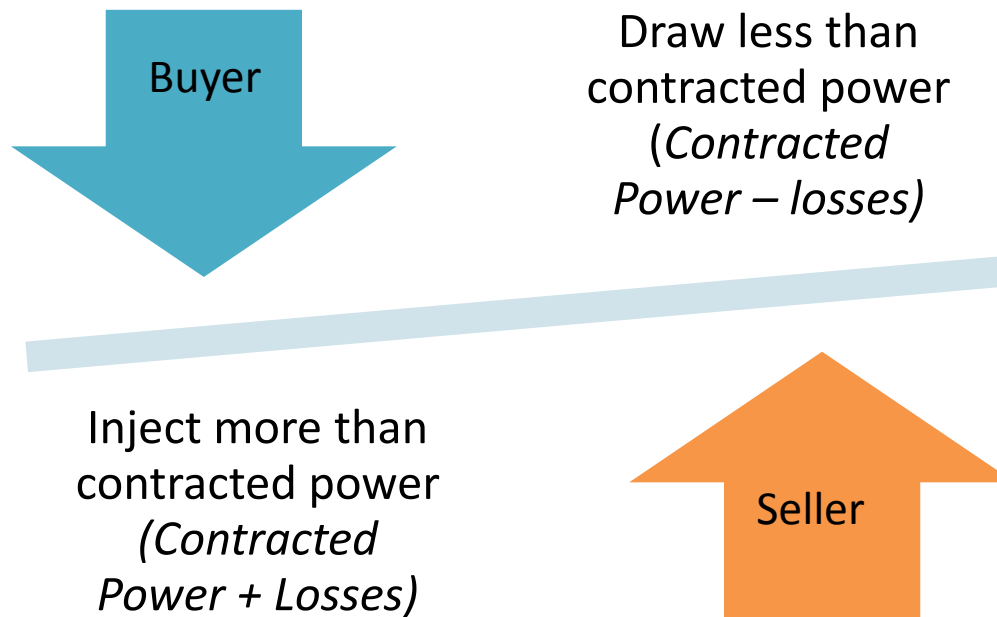 Buyer
Draw less than
contracted power
(Contracted
Power – losses)
Inject more than
contracted power
(Contracted
Power + Losses)
Seller